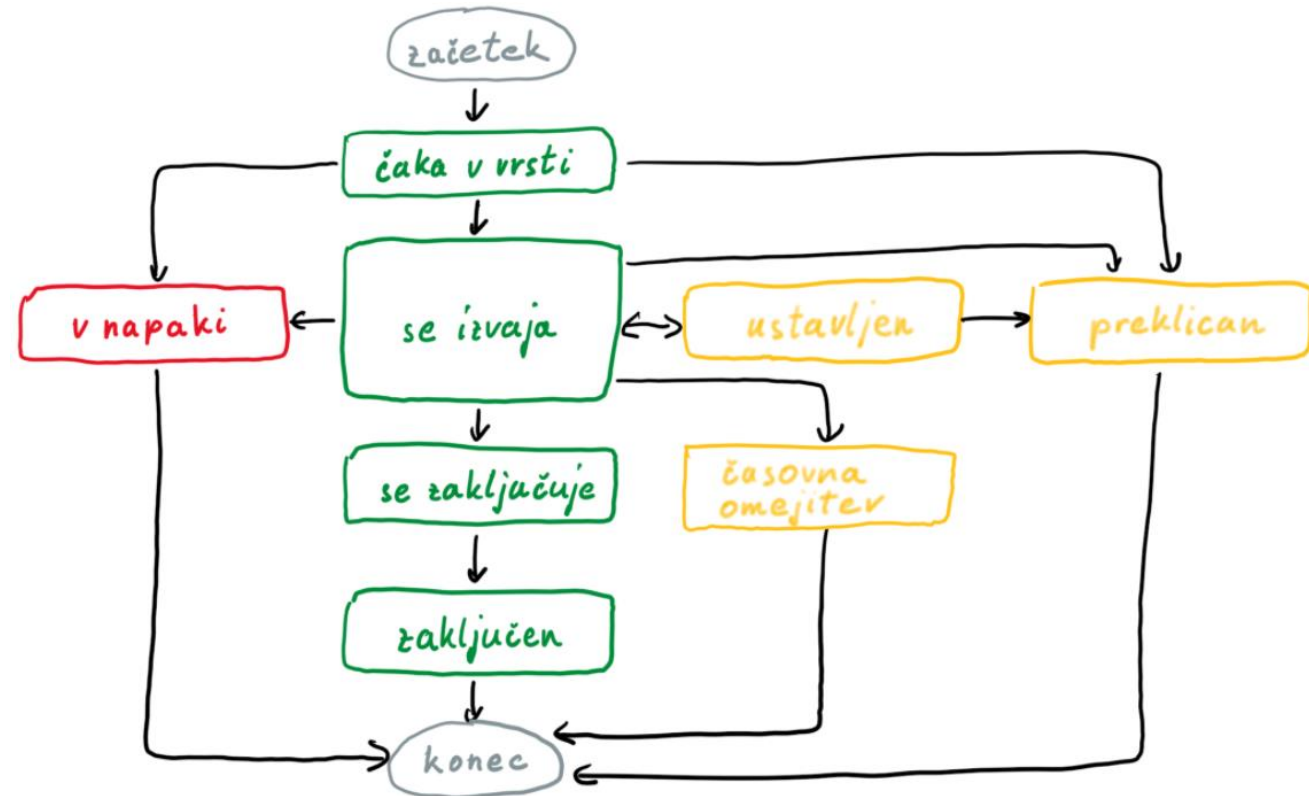 začetek
čaka v vrsti
v napaki
se izvaja
ustavljen
preklican
se zaključuje
časovna
omejitev
zaključen
konec